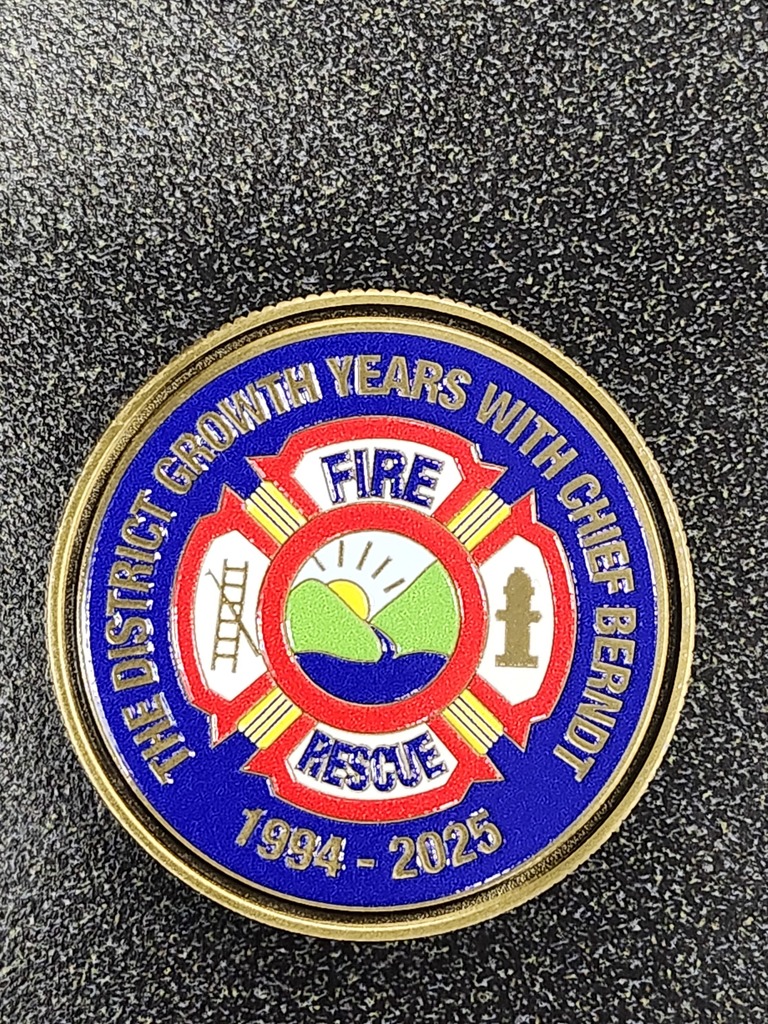 THE DISTRICT GROWTH YEARS WITH CHIEF BERNDT
FIRE
RESCUE
1994 - 2025